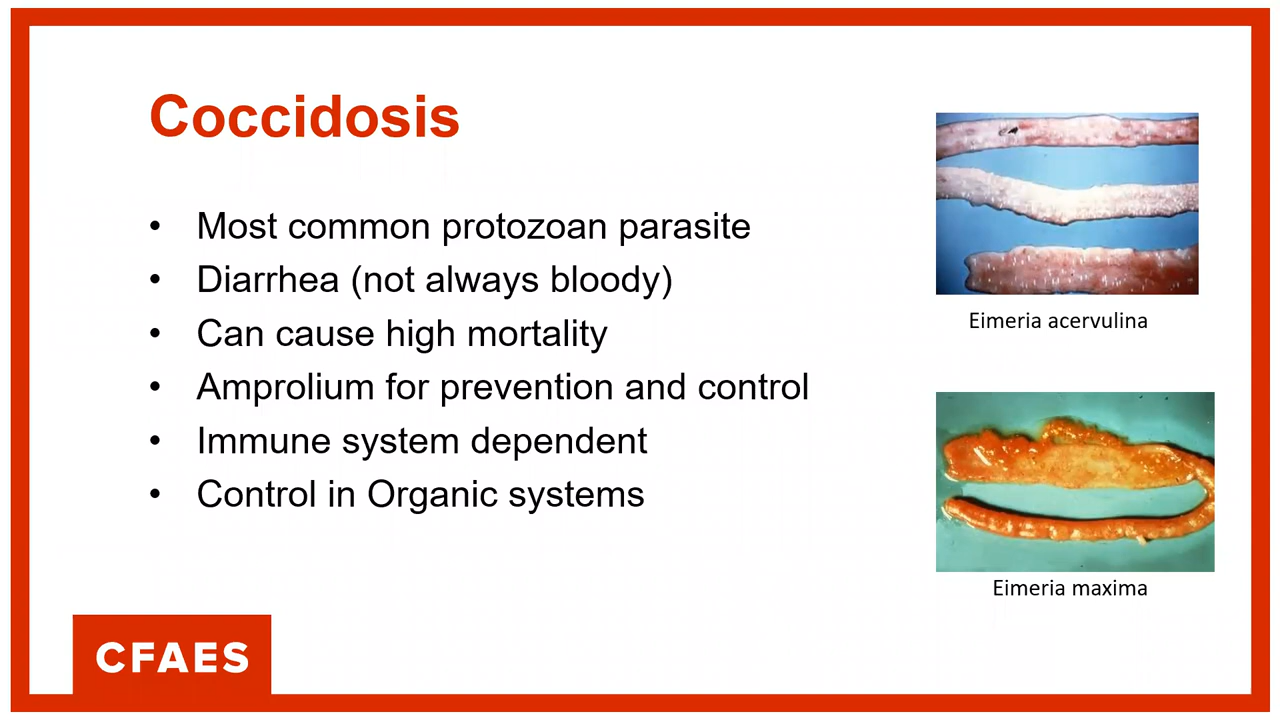 Coccidosis
• Most common protozoan parasite
• Diarrhea (not always bloody)
• Can cause high mortality
• Amprolium for prevention and control
• Immune system dependent
• Control in Organic systems
Eimeria acervulina
Eimeria maxima
CFAES